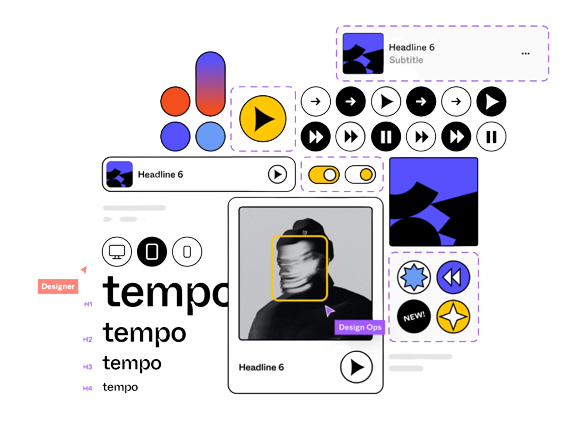 Headline 6
Subtitle
Headline 6
Designer
H1 tempo
H2 tempo
H3 tempo
H4 tempo
NEW!
Design Ops
Headline 6